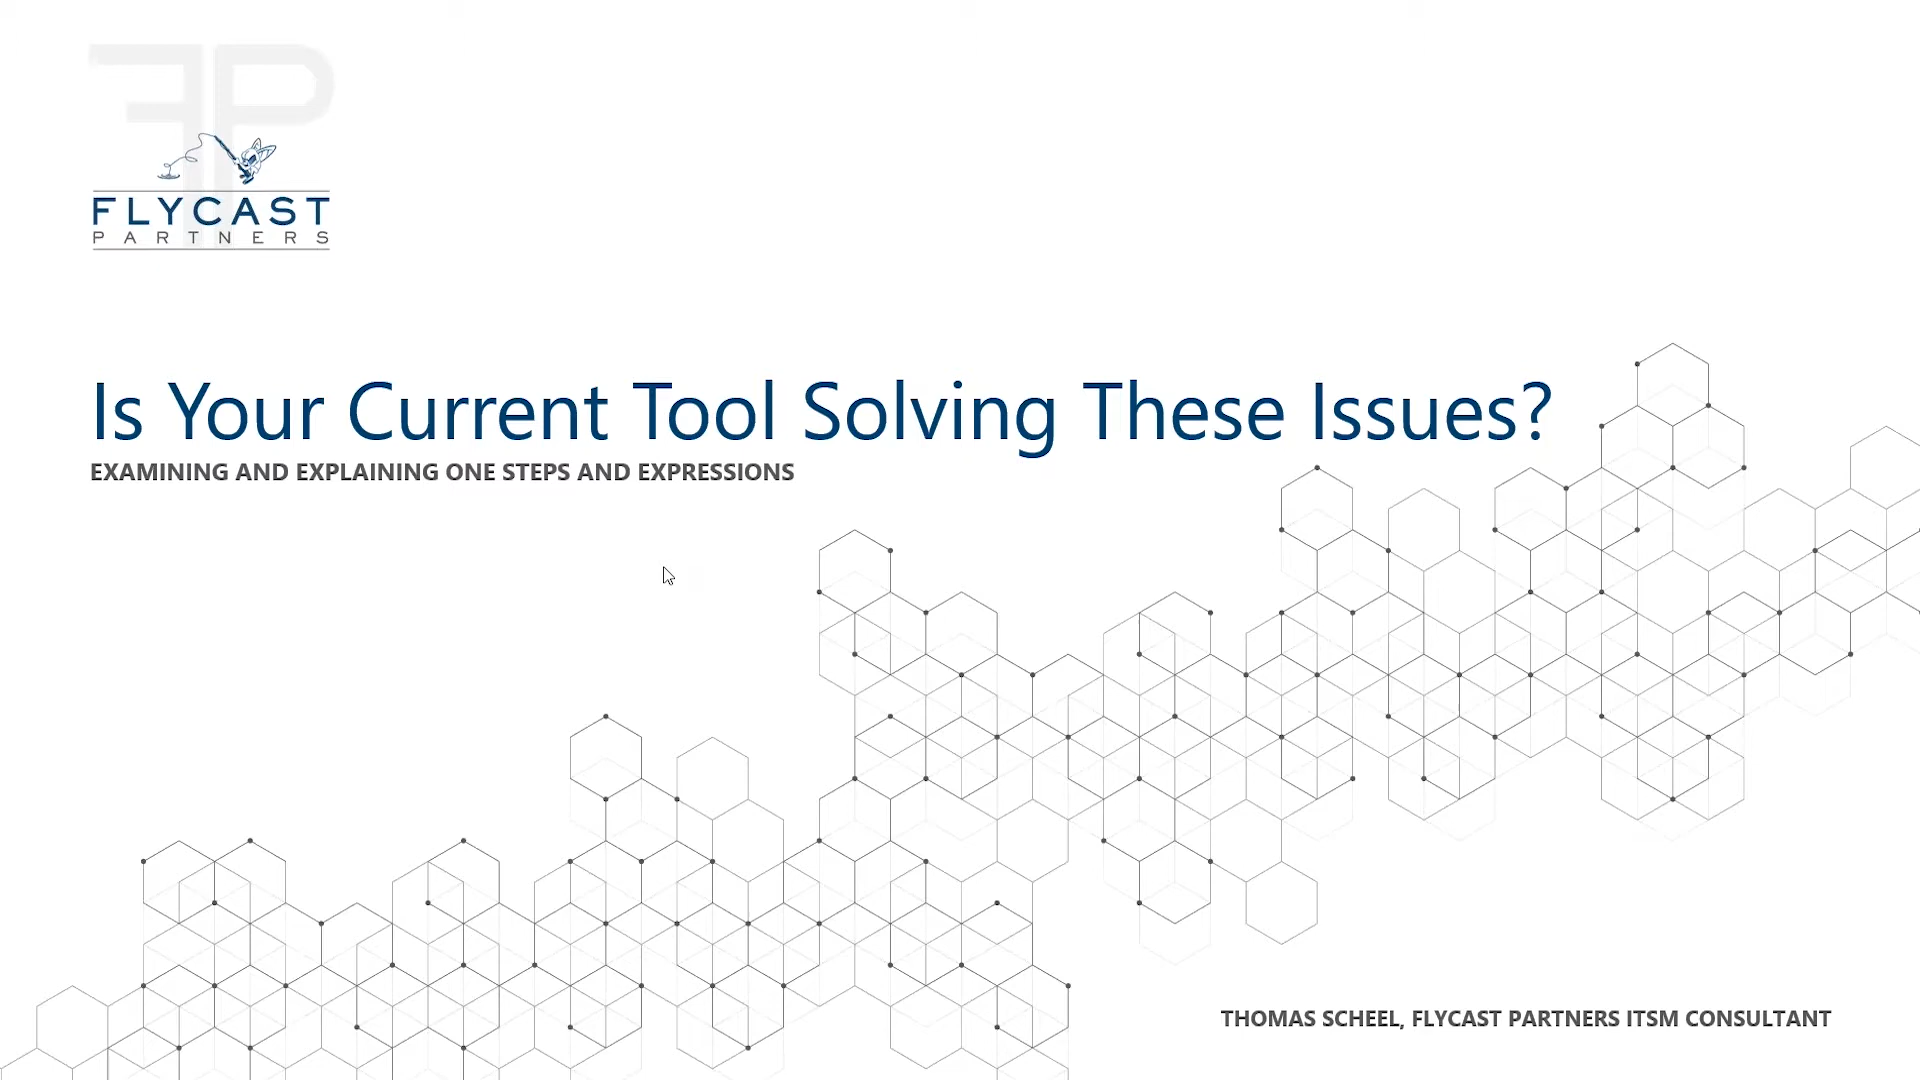 FP
FLYCAST
PARTNERS
Is Your Current Tool Solving These Issues?
EXAMINING AND EXPLAINING ONE STEPS AND EXPRESSIONS
THOMAS SCHEEL, FLYCAST PARTNERS ITSM CONSULTANT